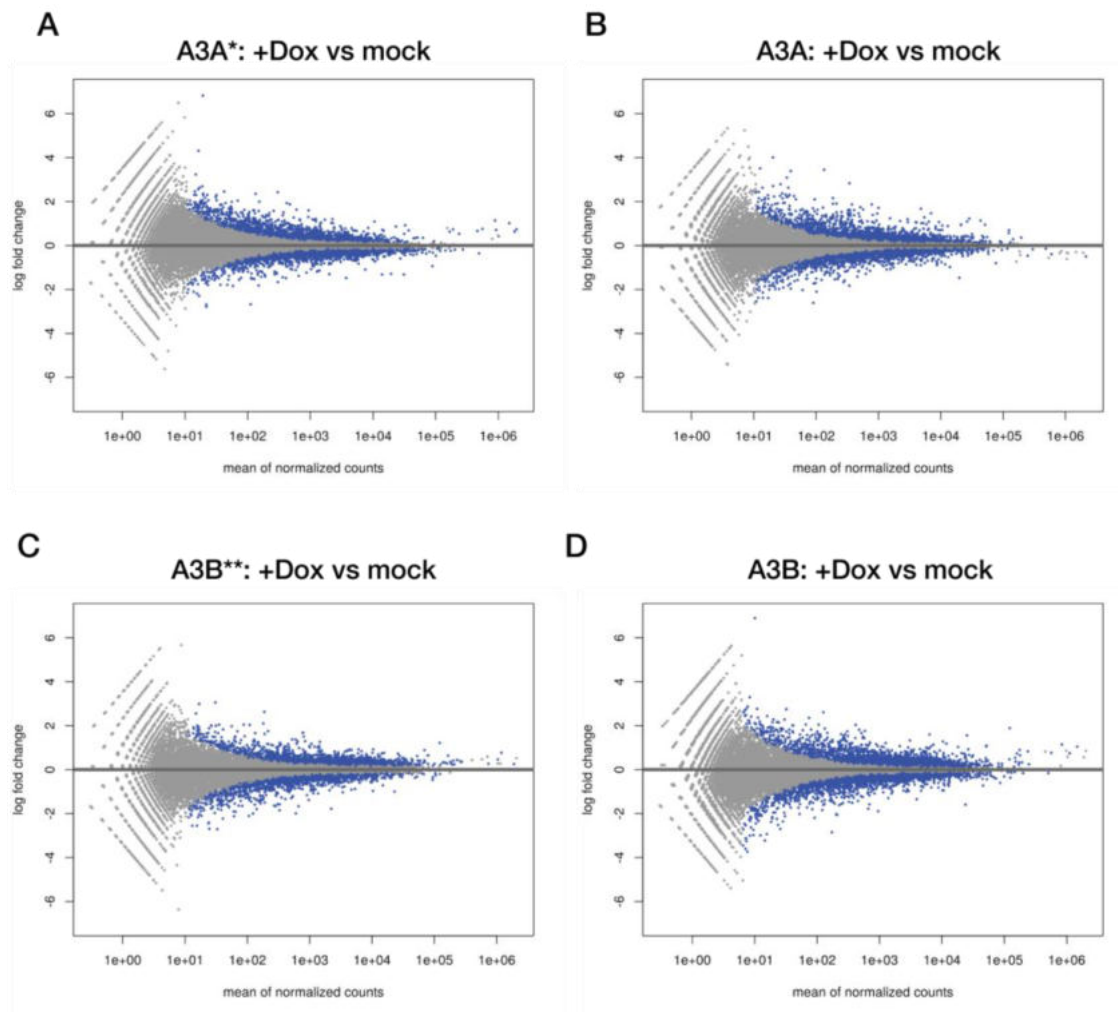 A
A3A*: +Dox vs mock
log fold change
6
4
2
0
-2
-4
-6
1e+00 1e+01 1e+02 1e+03 1e+04 1e+05 1e+06
mean of normalized counts
B
A3A: +Dox vs mock
log fold change
6
4
2
0
-2
-4
-6
1e+00 1e+01 1e+02 1e+03 1e+04 1e+05 1e+06
mean of normalized counts
C
A3B**: +Dox vs mock
log fold change
6
4
2
0
-2
-4
-6
1e+00 1e+01 1e+02 1e+03 1e+04 1e+05 1e+06
mean of normalized counts
D
A3B: +Dox vs mock
log fold change
6
4
2
0
-2
-4
-6
1e+00 1e+01 1e+02 1e+03 1e+04 1e+05 1e+06
mean of normalized counts